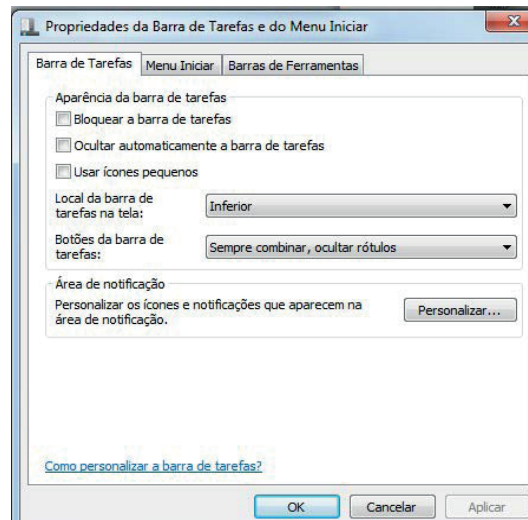 Propriedades da Barra de Tarefas e do Menu Iniciar
Barra de Tarefas Menu Iniciar Barras de Ferramentas
Aparência da barra de tarefas
Bloquear a barra de tarefas
Ocultar automaticamente a barra de tarefas
Usar ícones pequenos
Local da barra de
tarefas na tela:
Inferior
Botões da barra de
tarefas:
Sempre combinar, ocultar rótulos
Área de notificação
Personalizar os ícones e notificações que aparecem na
área de notificação.
Personalizar...
Como personalizar a barra de tarefas?
OK Cancelar Aplicar